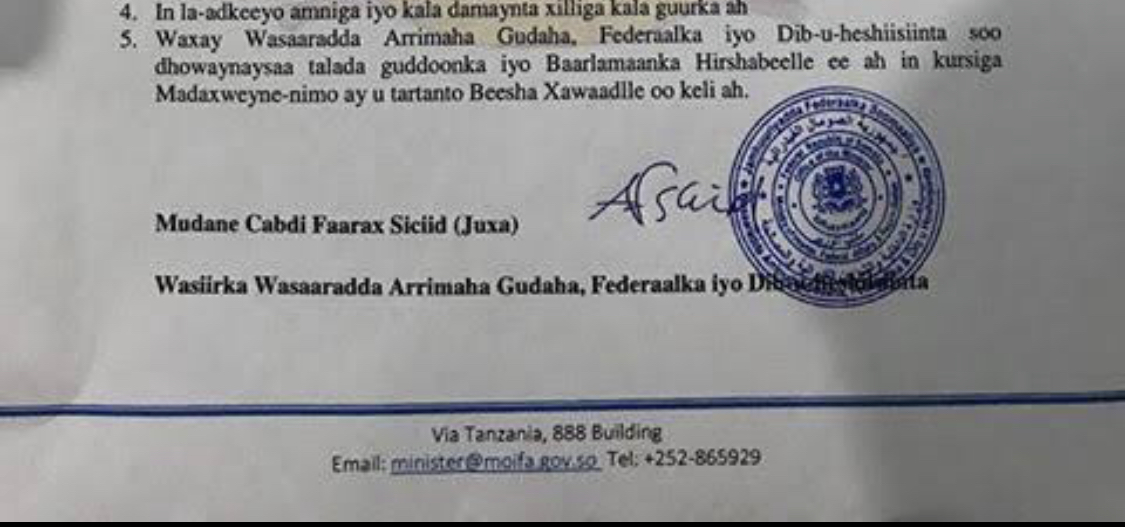 4. In la-adkeeyo amniga iyo kala damaynta xilliga kala guurka ah
5. Waxay Wasaaradda Arrimaha Gudaha, Federaalka iyo Dib-u-heshiisiinta soo
dhowaynaysaa talada guddoonka iyo Baarlamaanka Hirshabeelle ee ah in kursiga
Madaxweyne-nimo ay u tartanto Beesha Xawaadlle oo keli ah.
Mudane Cabdi Faarax Siciid (Juxa)
Wasiirka Wasaaradda Arrimaha Gudaha, Federaalka iyo
Via Tanzania, 888 Building
Email: minister@moifa.gov.so Tel: +252-865929